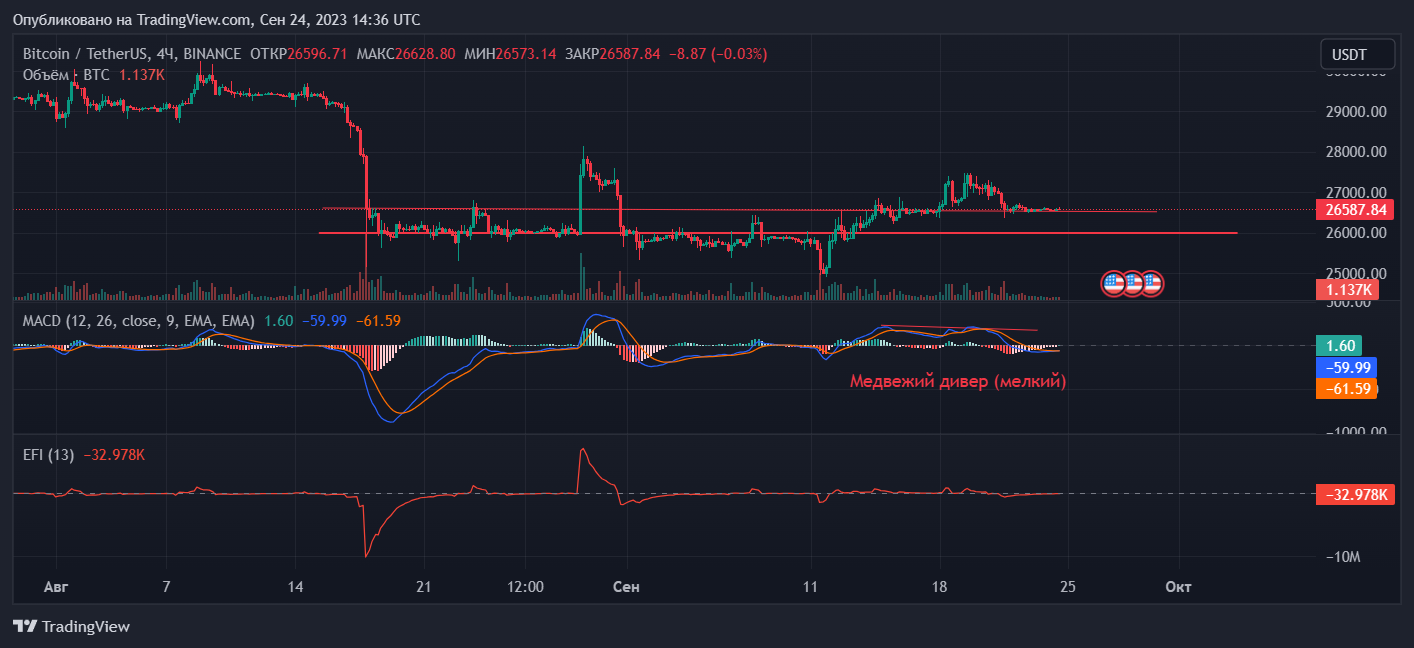 Опубликовано на TradingView.com, Сен 24, 2023 14:36 UTC
Bitcoin / TetherUS, 4Ч, BINANCE ОТКР26596.71 МАКС26628.80 МИН26573.14 ЗАКР26587.84 −8.87 (−0.03%)
Объём · BTC 1.137K
USDT
30000.00
29000.00
28000.00
27000.00
26587.84
26000.00
25000.00
1.137K
500.00
MACD (12, 26, close, 9, EMA, EMA) 1.60 −59.99 −61.59
1.60
−59.99
−61.59
Медвежий дивер (мелкий)
−1000.00
EFI (13) −32.978K
−32.978K
−10M
Авг 7 14 21 12:00 Сен 11 18 25 Окт
TradingView